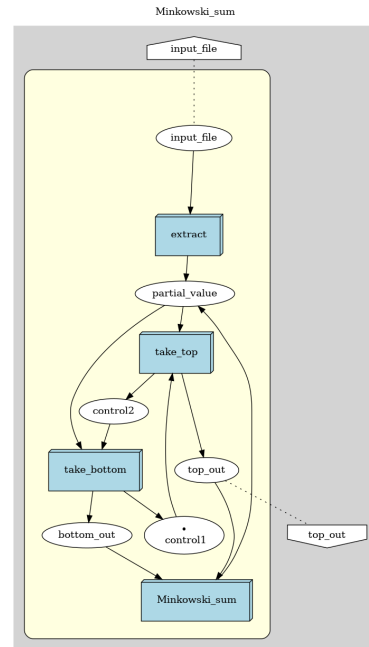 Minkowski_sum
input_file
input_file
extract
partial_value
take_top
control2
take_bottom
top_out
bottom_out
•
control1
top_out
Minkowski_sum